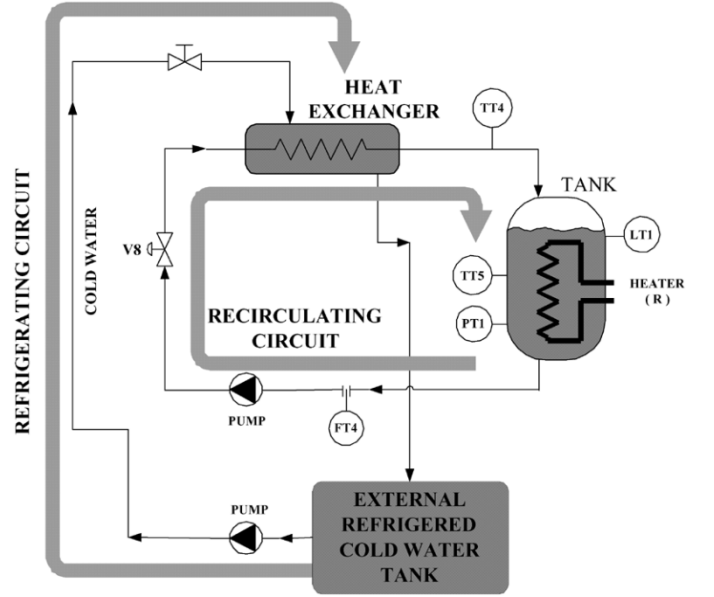 HEAT
EXCHANGER
TT4
TANK
LT1
V8
TT5
HEATER
( R )
PT1
REFRIGERATING CIRCUIT
COLD WATER
RECIRCULATING
CIRCUIT
PUMP
FT4
PUMP
EXTERNAL
REFRIGERED
COLD WATER
TANK